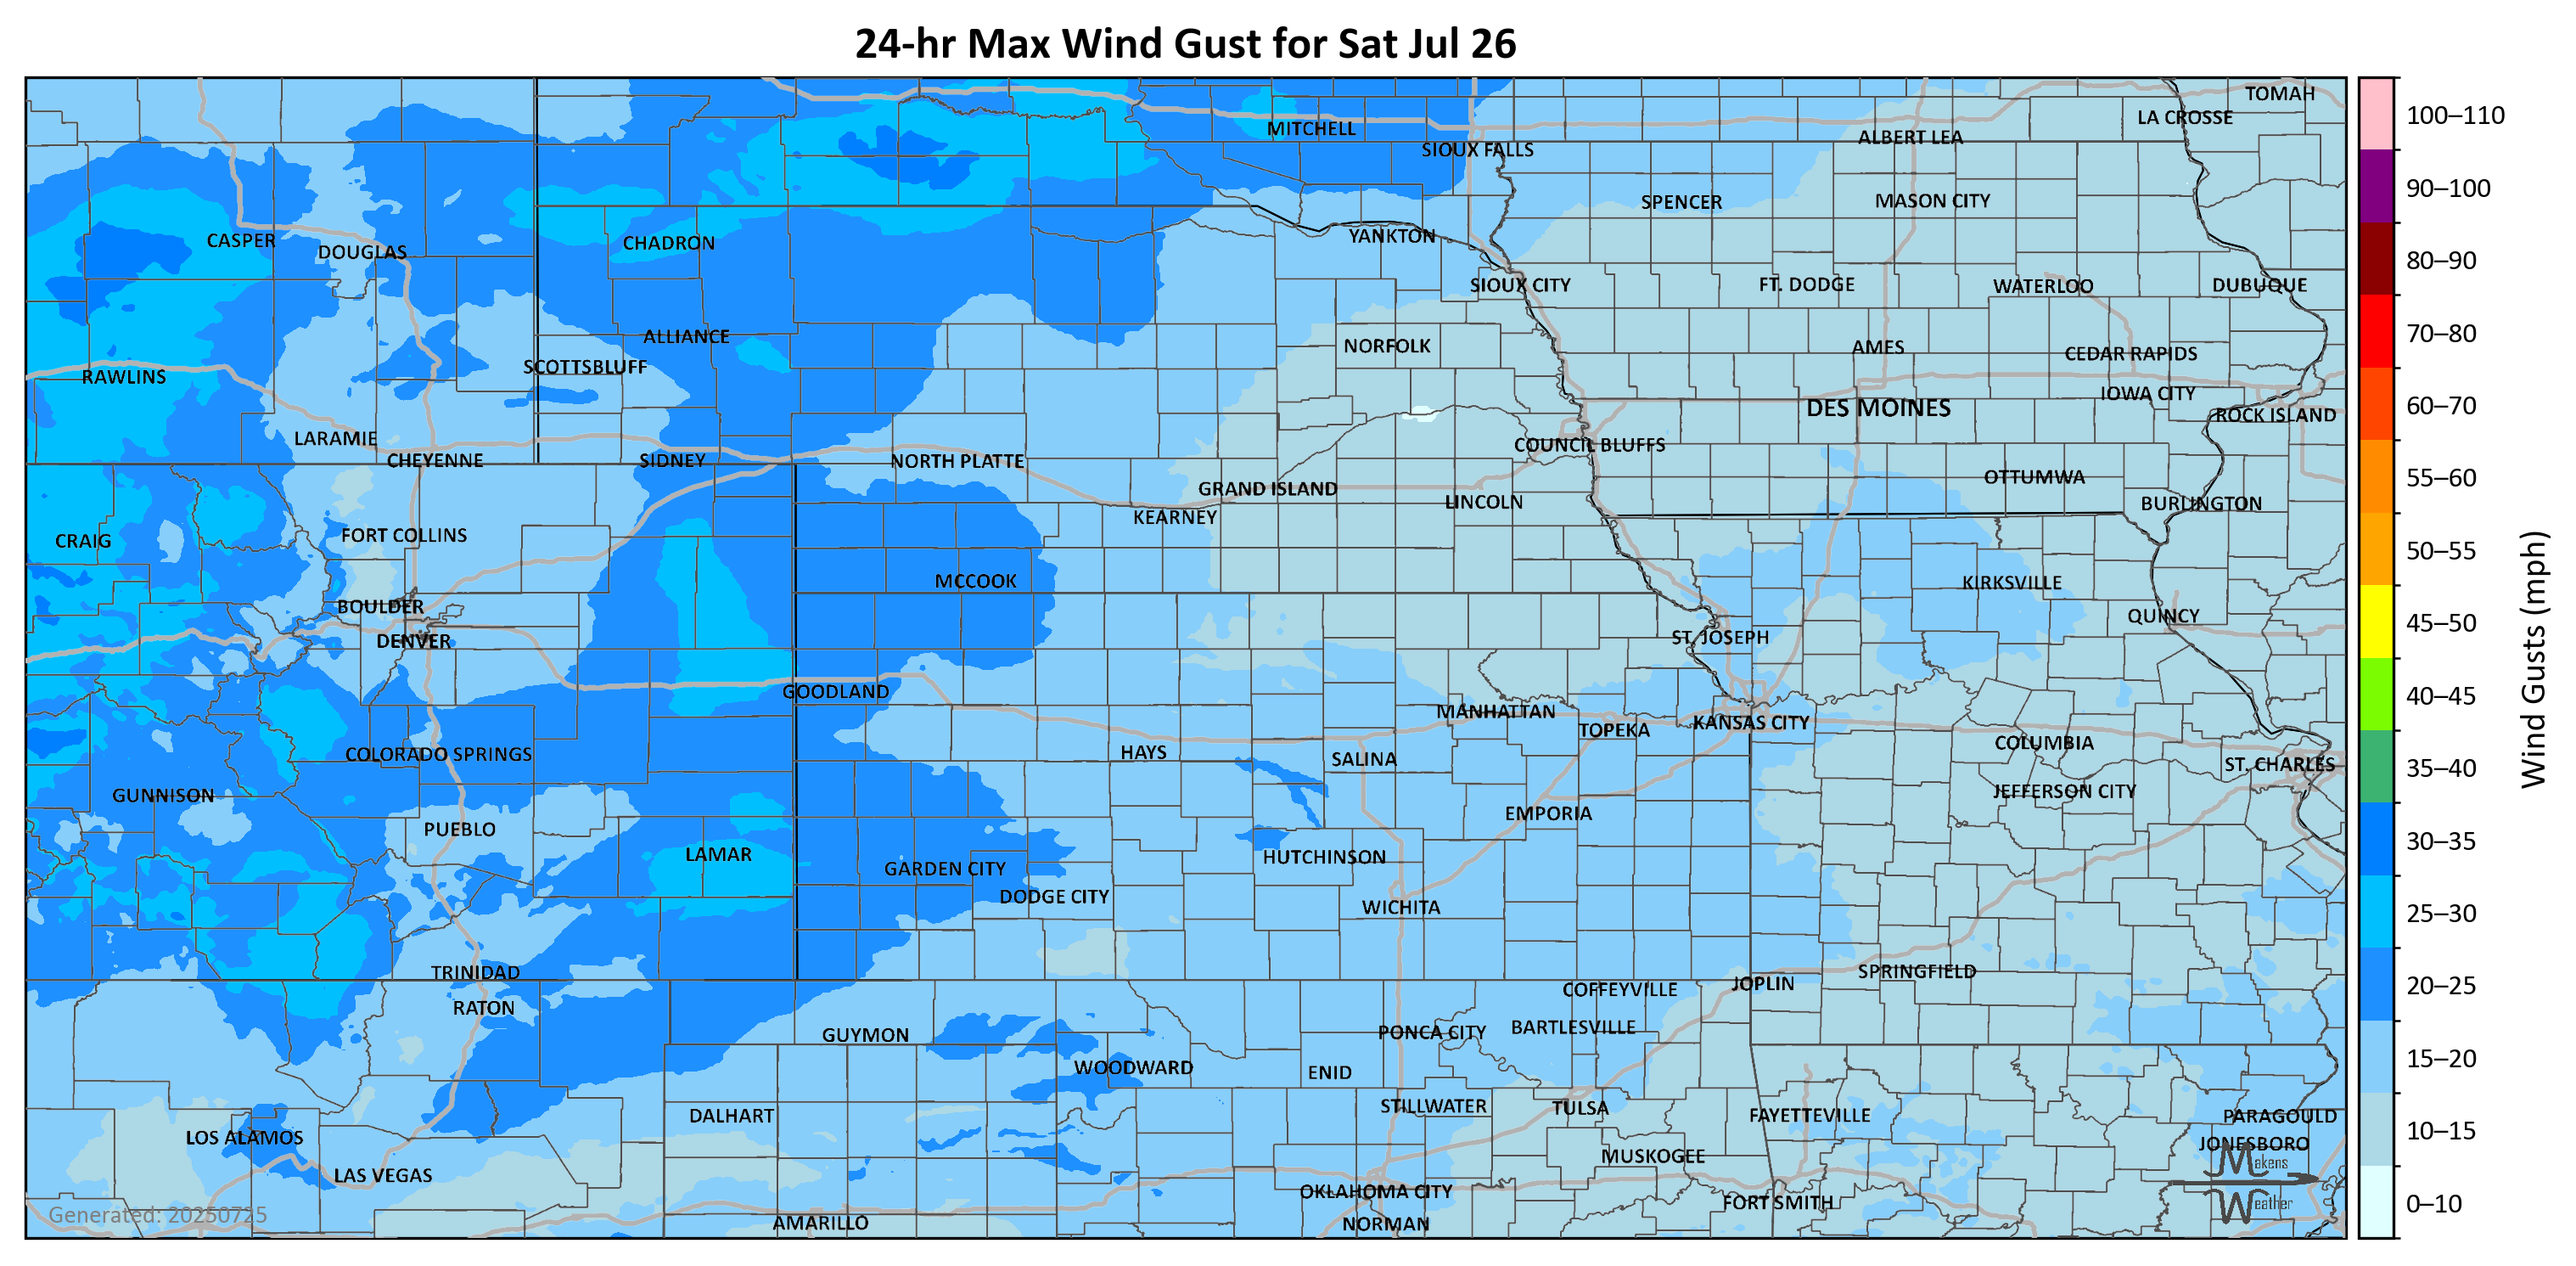 24-hr Max Wind Gust for Sat Jul 26
TOMAH
LA CROSSE
MITCHELL
ALBERT LEA
SIOUX FALLS
SPENCER
MASON CITY
CASPER
DOUGLAS
CHADRON
YANKTON
SIOUX CITY
FT. DODGE
WATERLOO
DUBUQUE
ALLIANCE
NORFOLK
AMES
CEDAR RAPIDS
SCOTTSBLUFF
RAWLINS
IOWA CITY
DES MOINES
ROCK ISLAND
LARAMIE
COUNCIL BLUFFS
CHEYENNE
SIDNEY
NORTH PLATTE
OTTUMWA
GRAND ISLAND
LINCOLN
BURLINGTON
KEARNEY
CRAIG
FORT COLLINS
MCCOOK
KIRKSVILLE
BOULDER
QUINCY
DENVER
ST. JOSEPH
GOODLAND
MANHATTAN
KANSAS CITY
TOPEKA
COLUMBIA
COLORADO SPRINGS
HAYS
SALINA
ST. CHARLES
GUNNISON
JEFFERSON CITY
EMPORIA
PUEBLO
LAMAR
HUTCHINSON
GARDEN CITY
DODGE CITY
WICHITA
TRINIDAD
SPRINGFIELD
JOPLIN
COFFEYVILLE
RATON
BARTLESVILLE
PONCA CITY
GUYMON
WOODWARD
ENID
STILLWATER
TULSA
DALHART
FAYETTEVILLE
PARAGOULD
LOS ALAMOS
JONESBORO
MUSKOGEE
LAS VEGAS
OKLAHOMA CITY
FORT SMITH
AMARILLO
NORMAN
Makens
Weather
Generated: 20250725
100–110
90–100
80–90
70–80
60–70
55–60
50–55
45–50
40–45
35–40
30–35
25–30
20–25
15–20
10–15
0–10
Wind Gusts (mph)